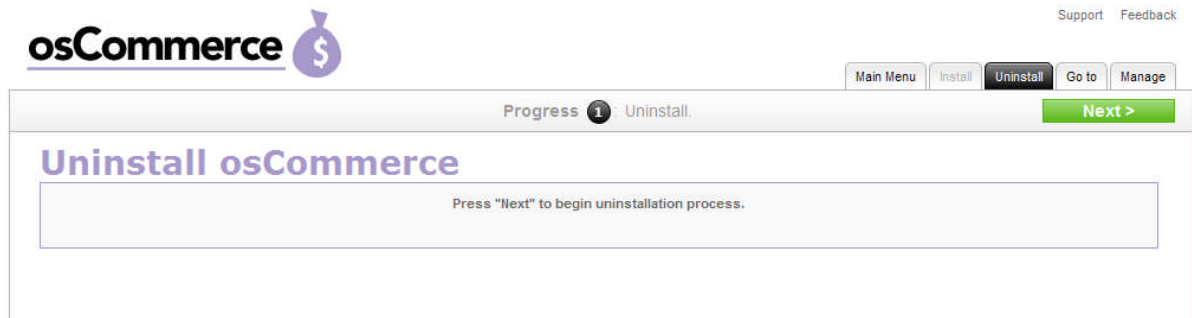 Support Feedback
osCommerce $
Main Menu Install Uninstall Go to Manage
Progress 1 : Uninstall. Next >
Uninstall osCommerce
Press "Next" to begin uninstallation process.